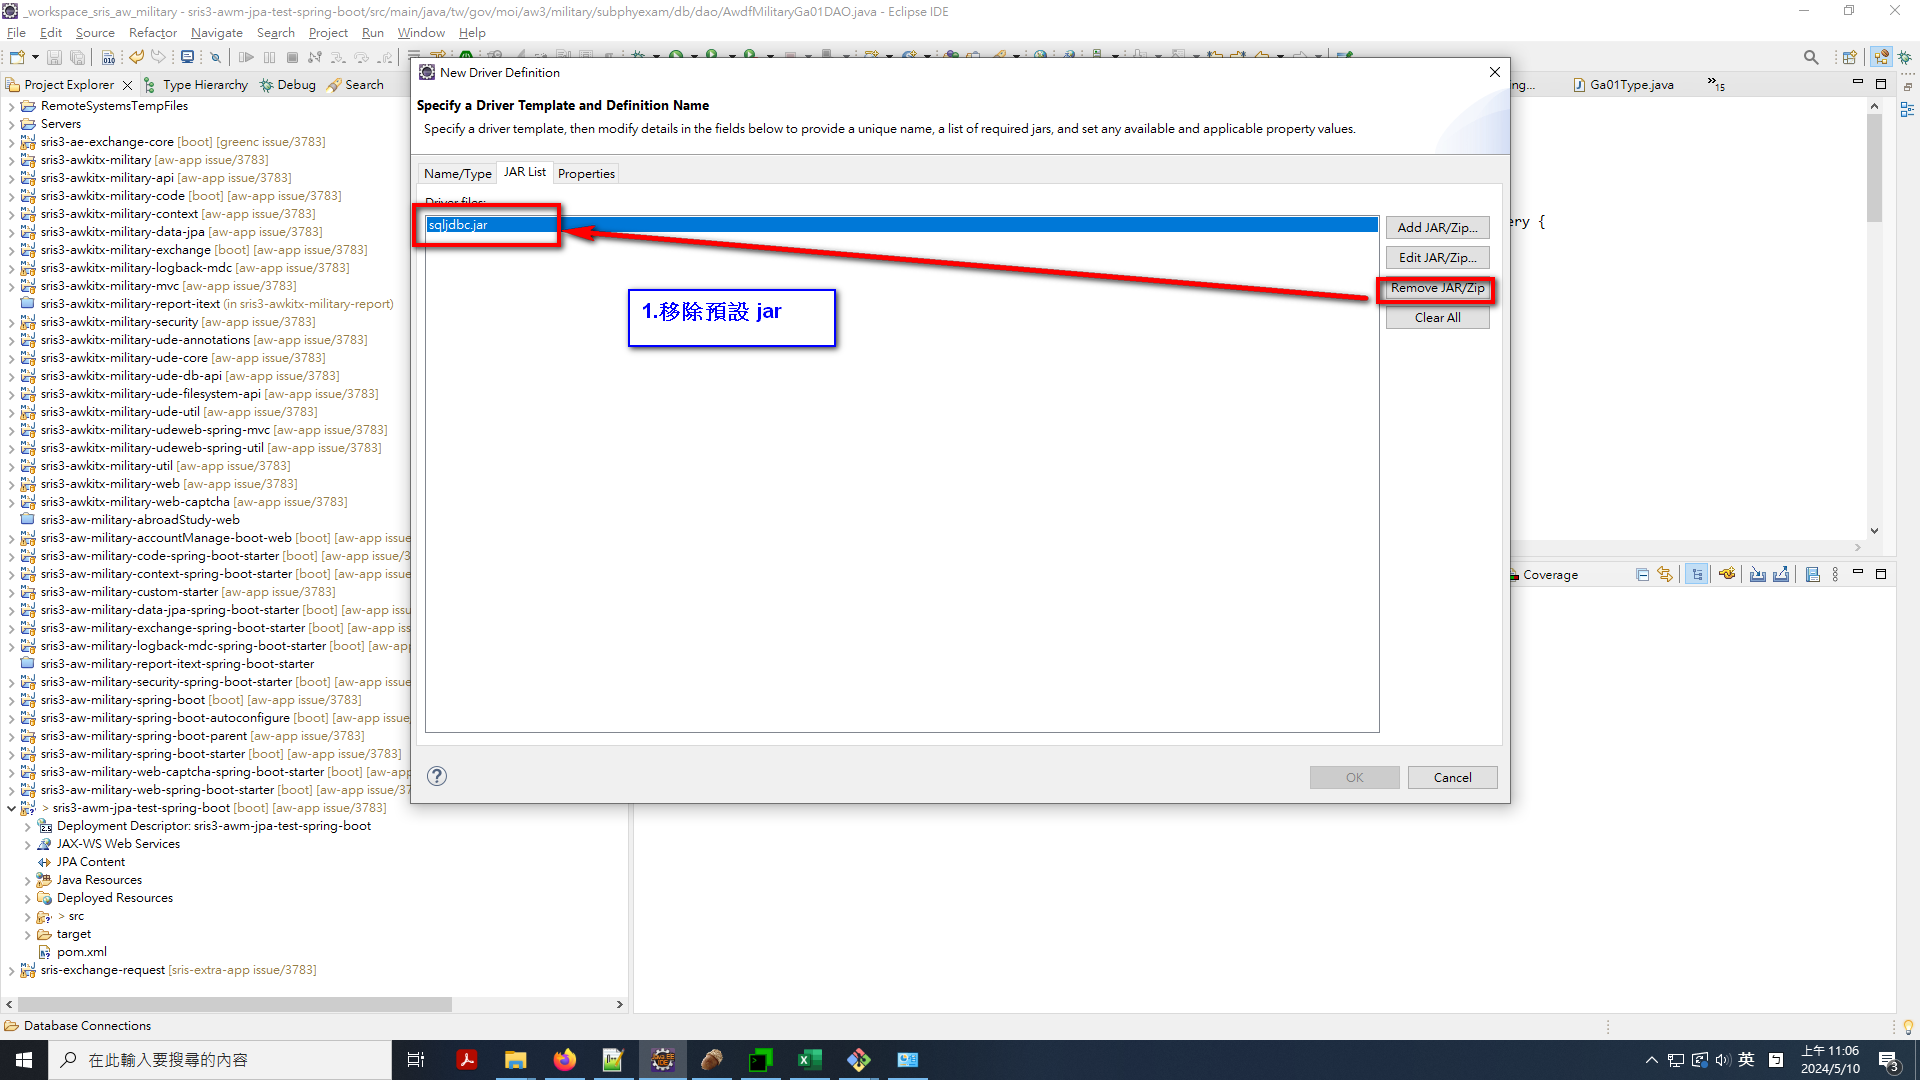 _workspace_sris_aw_military - sris3-awm-jpa-test-spring-boot/src/main/java/tw/gov/moi/aw3/military/subphyexam/db/dao/AwdfMilitaryGa01DAO.java - Eclipse IDE
File Edit Source Refactor Navigate Search Project Run Window Help
Project Explorer Type Hierarchy Debug Search
RemoteSystemsTempFiles
Servers
sris3-ae-exchange-core [boot] [greenc issue/3783]
sris3-awkitx-military [aw-app issue/3783]
sris3-awkitx-military-api [aw-app issue/3783]
sris3-awkitx-military-code [boot] [aw-app issue/3783]
sris3-awkitx-military-context [aw-app issue/3783]
sris3-awkitx-military-data-jpa [aw-app issue/3783]
sris3-awkitx-military-exchange [boot] [aw-app issue/3783]
sris3-awkitx-military-logback-mdc [aw-app issue/3783]
sris3-awkitx-military-mvc [aw-app issue/3783]
sris3-awkitx-military-report-itext (in sris3-awkitx-military-report)
sris3-awkitx-military-security [aw-app issue/3783]
sris3-awkitx-military-ude-annotations [aw-app issue/3783]
sris3-awkitx-military-ude-core [aw-app issue/3783]
sris3-awkitx-military-ude-db-api [aw-app issue/3783]
sris3-awkitx-military-ude-filesystem-api [aw-app issue/3783]
sris3-awkitx-military-ude-util [aw-app issue/3783]
sris3-awkitx-military-udeweb-spring-mvc [aw-app issue/3783]
sris3-awkitx-military-udeweb-spring-util [aw-app issue/3783]
sris3-awkitx-military-util [aw-app issue/3783]
sris3-awkitx-military-web [aw-app issue/3783]
sris3-awkitx-military-web-captcha [aw-app issue/3783]
sris3-aw-military-abroadStudy-web
sris3-aw-military-accountManage-boot-web [boot] [aw-app issue
sris3-aw-military-code-spring-boot-starter [boot] [aw-app issue/3
sris3-aw-military-context-spring-boot-starter [boot] [aw-app issue
sris3-aw-military-custom-starter [aw-app issue/3783]
sris3-aw-military-data-jpa-spring-boot-starter [boot] [aw-app issu
sris3-aw-military-exchange-spring-boot-starter [boot] [aw-app iss
sris3-aw-military-logback-mdc-spring-boot-starter [boot] [aw-app
sris3-aw-military-report-itext-spring-boot-starter
sris3-aw-military-security-spring-boot-starter [boot] [aw-app issue
sris3-aw-military-spring-boot [boot] [aw-app issue/3783]
sris3-aw-military-spring-boot-autoconfigure [boot] [aw-app issue
sris3-aw-military-spring-boot-parent [aw-app issue/3783]
sris3-aw-military-spring-boot-starter [boot] [aw-app issue/3783]
sris3-aw-military-web-captcha-spring-boot-starter [boot] [aw-app
sris3-aw-military-web-spring-boot-starter [boot] [aw-app issue/37
> sris3-awm-jpa-test-spring-boot [boot] [aw-app issue/3783]
Deployment Descriptor: sris3-awm-jpa-test-spring-boot
JAX-WS Web Services
JPA Content
Java Resources
Deployed Resources
> src
target
pom.xml
sris-exchange-request [sris-extra-app issue/3783]
New Driver Definition
Specify a Driver Template and Definition Name
Specify a driver template, then modify details in the fields below to provide a unique name, a list of required jars, and set any available and applicable property values.
Name/Type JAR List Properties
Driver files:
sqljdbc.jar
Add JAR/Zip...
Edit JAR/Zip...
Remove JAR/Zip
Clear All
1.移除預設 jar
OK Cancel
ng... Ga01Type.java »15
ery {
Coverage
Database Connections
在此輸入要搜尋的內容
英
上午 11:06
2024/5/10
3